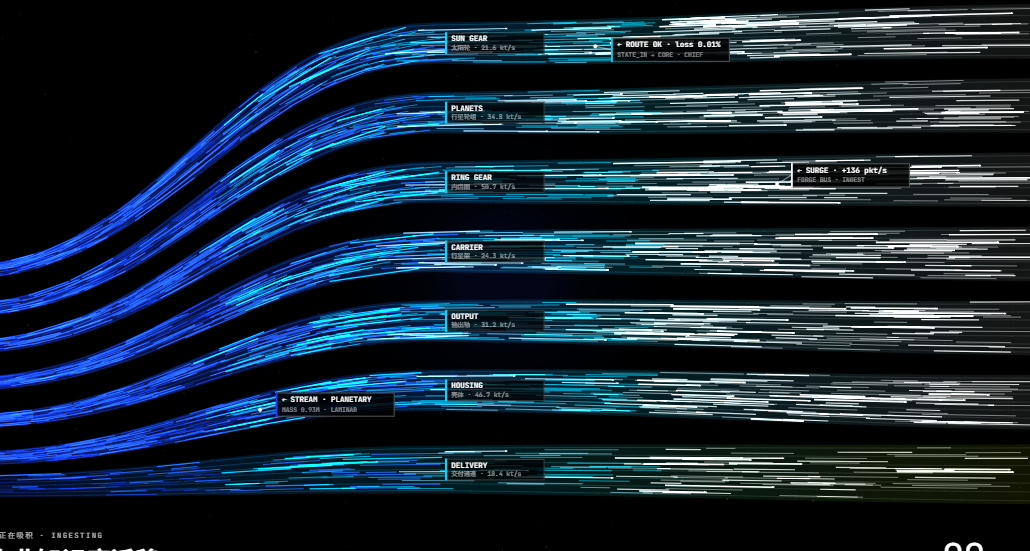 SUN GEAR
太阳轮 · 21.6 kt/s
← ROUTE OK · loss 0.01%
STATE_IN → CORE · CHIEF
PLANETS
行星轮组 · 34.8 kt/s
← SURGE · +136 pkt/s
FORGE BUS · INGEST
RING GEAR
内齿圈 · 50.7 kt/s
CARRIER
行星架 · 24.3 kt/s
OUTPUT
输出轴 · 31.2 kt/s
HOUSING
壳体 · 46.7 kt/s
← STREAM · PLANETARY
MASS 0.93M · LAMINAR
DELIVERY
交付通道 · 18.4 kt/s
正在吸积 · INGESTING